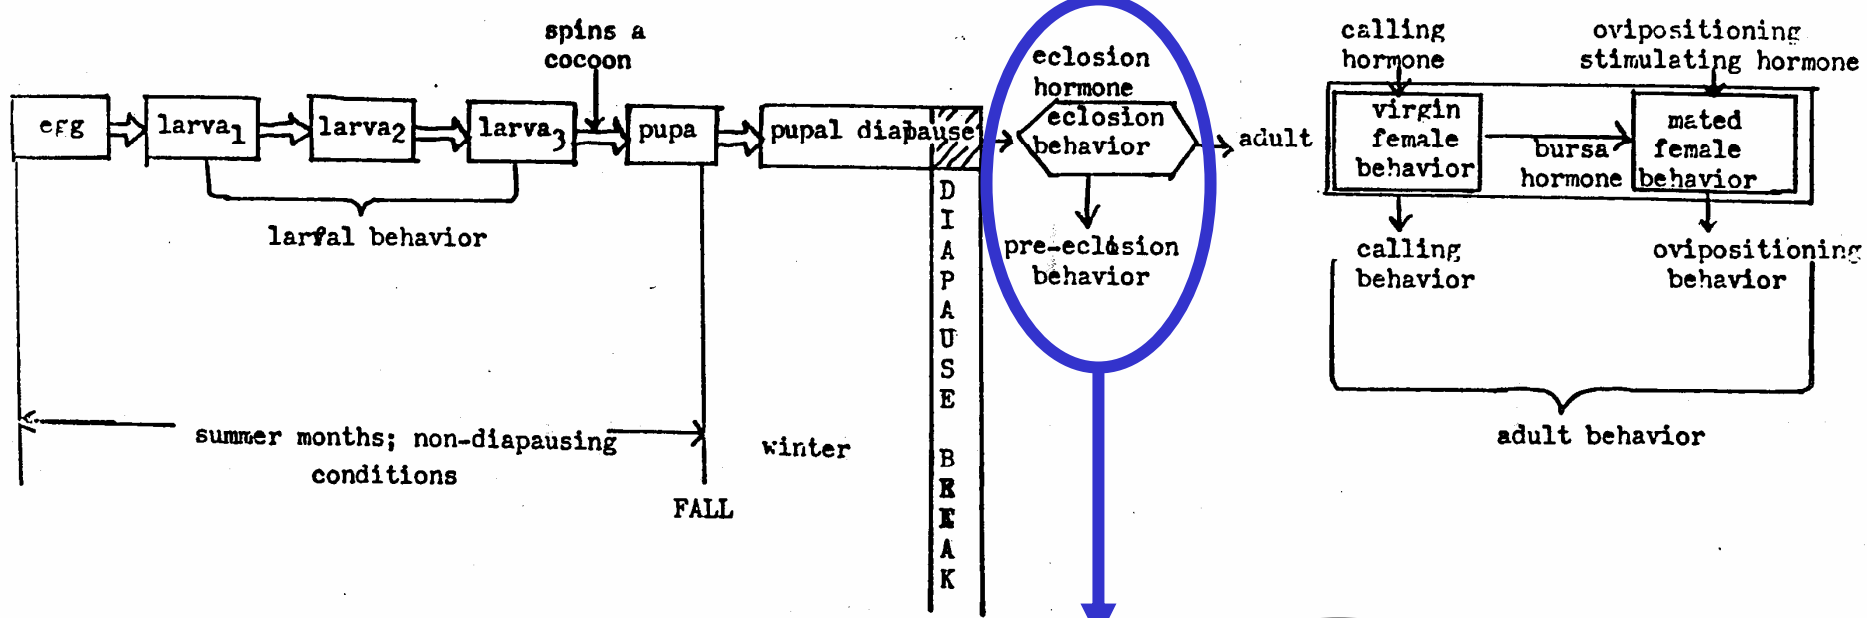 spins a
cocoon
egg
larva1
larva2
larva3
pupa
pupal diapause
larval behavior
summer months; non-diapausing
conditions
FALL
winter
DIAPAUSE BREAK
eclosion
hormone
eclosion
behavior
pre-eclosion
behavior
adult
calling
hormone
virgin
female
behavior
bursa
hormone
ovipositioning
stimulating hormone
mated
female
behavior
calling
behavior
ovipositioning
behavior
adult behavior